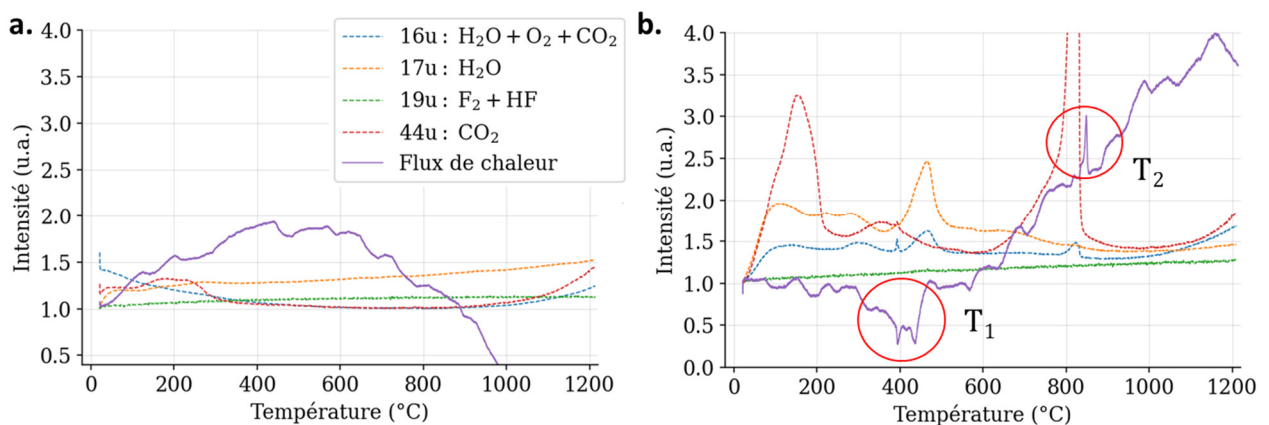 a.
4.0
3.5
3.0
2.5
2.0
1.5
1.0
0.5
Intensité (u.a.)
0 200 400 600 800 1000 1200
Température (°C)
16u : H₂O + O₂ + CO₂
17u : H₂O
19u : F₂ + HF
44u : CO₂
Flux de chaleur
b.
4.0
3.5
3.0
2.5
2.0
1.5
1.0
0.5
0.0
Intensité (u.a.)
T₁
T₂
0 200 400 600 800 1000 1200
Température (°C)